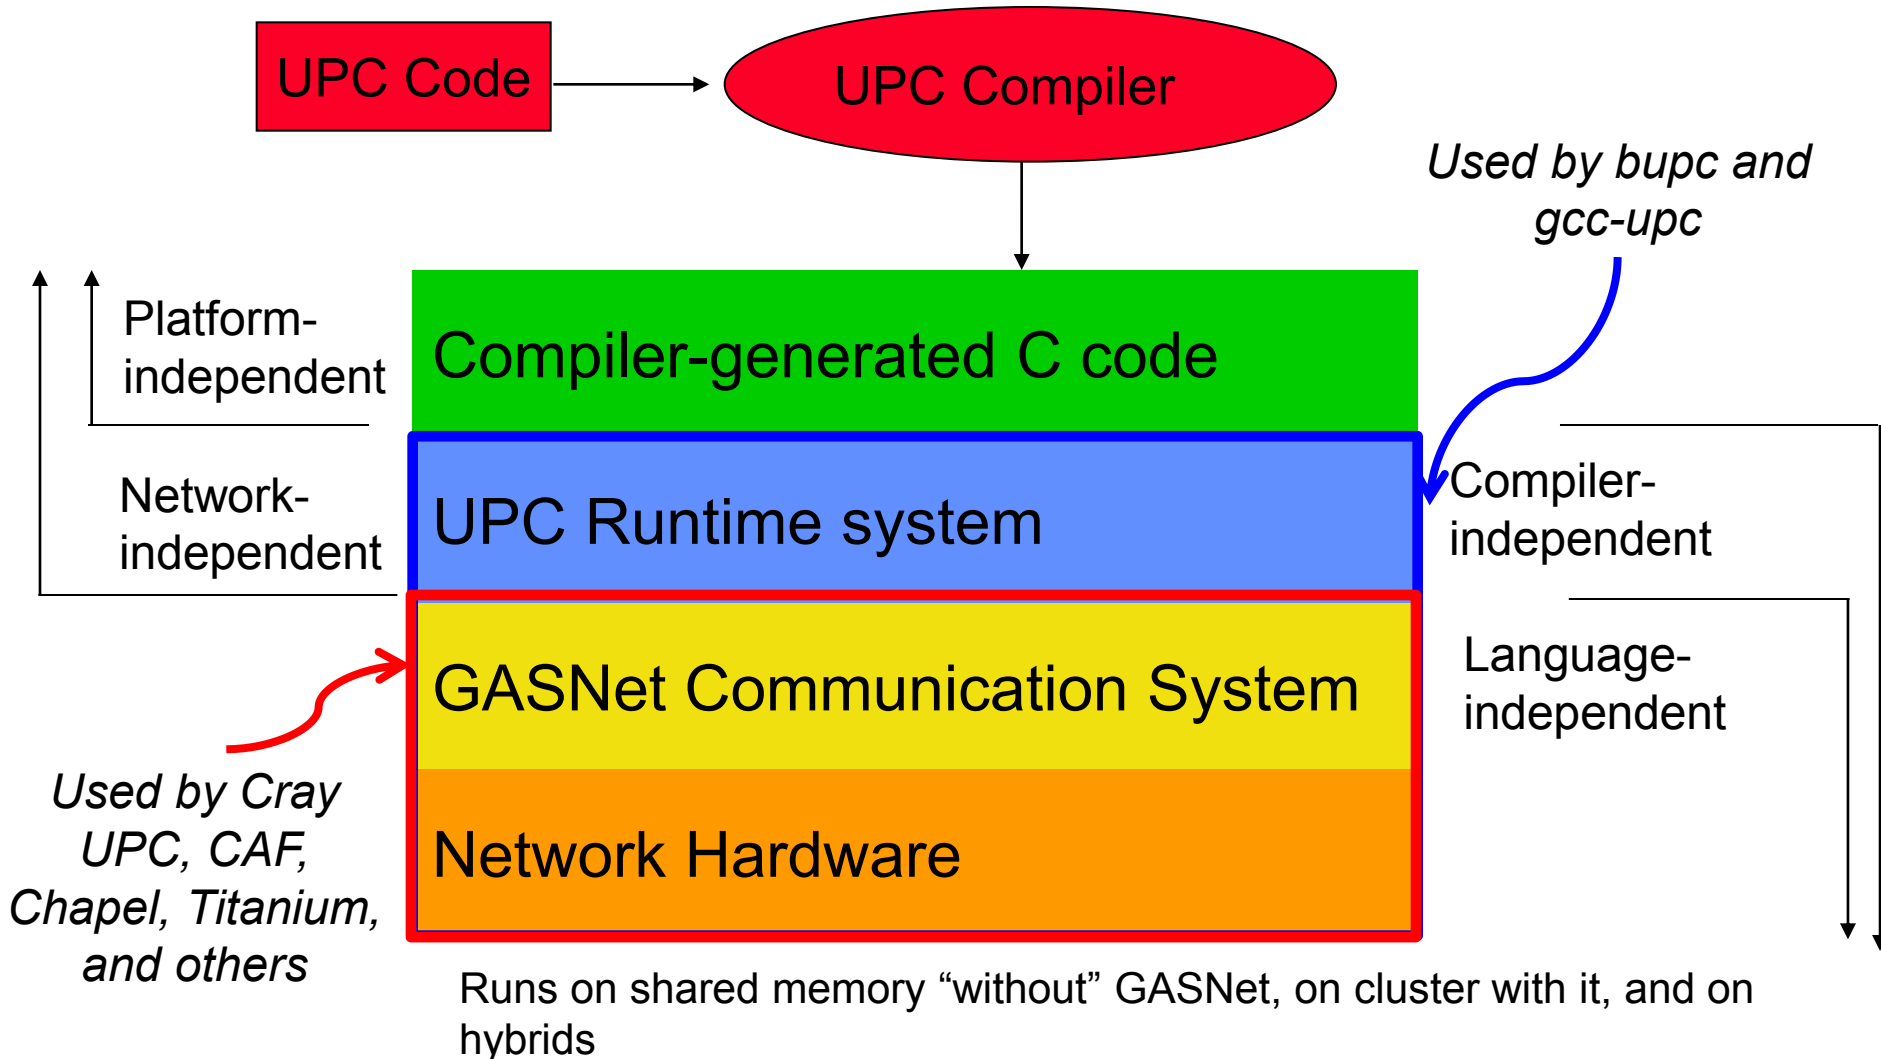 UPC Code
UPC Compiler
Used by bupc and
gcc-upc
Platform-
independent
Compiler-generated C code
Network-
independent
UPC Runtime system
Compiler-
independent
GASNet Communication System
Language-
independent
Used by Cray
UPC, CAF,
Chapel, Titanium,
and others
Network Hardware
Runs on shared memory “without” GASNet, on cluster with it, and on
hybrids